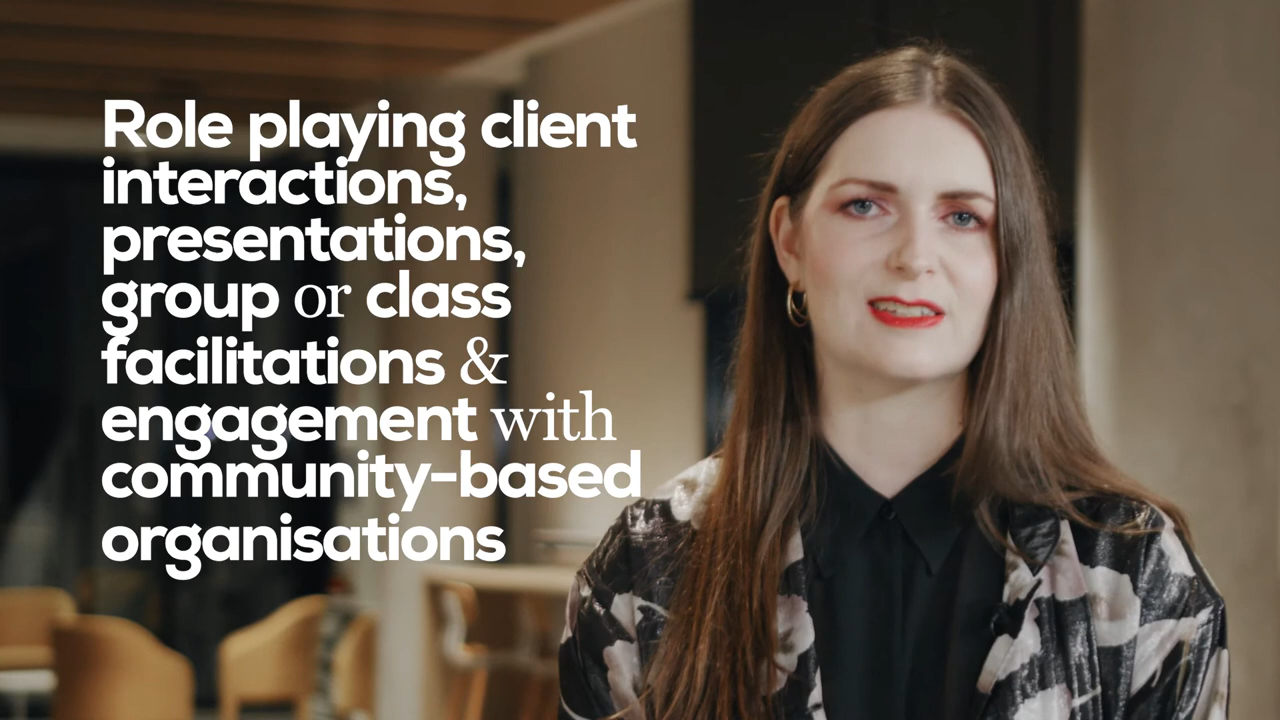 Role playing client
interactions,
presentations,
group or class
facilitations &
engagement with
community-based
organisations